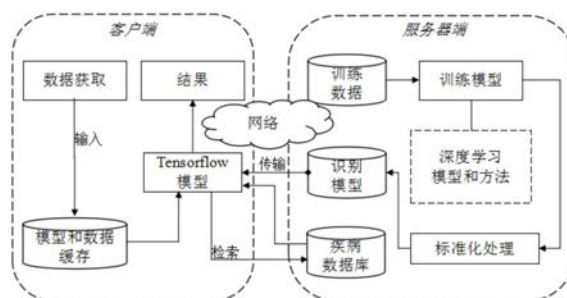 客户端
服务器端
数据获取
结果
训练
数据
训练模型
网络
输入
Tensorflow
模型
传输
识别
模型
深度学习
模型和方法
模型和数据
缓存
检索
疾病
数据库
标准化处理